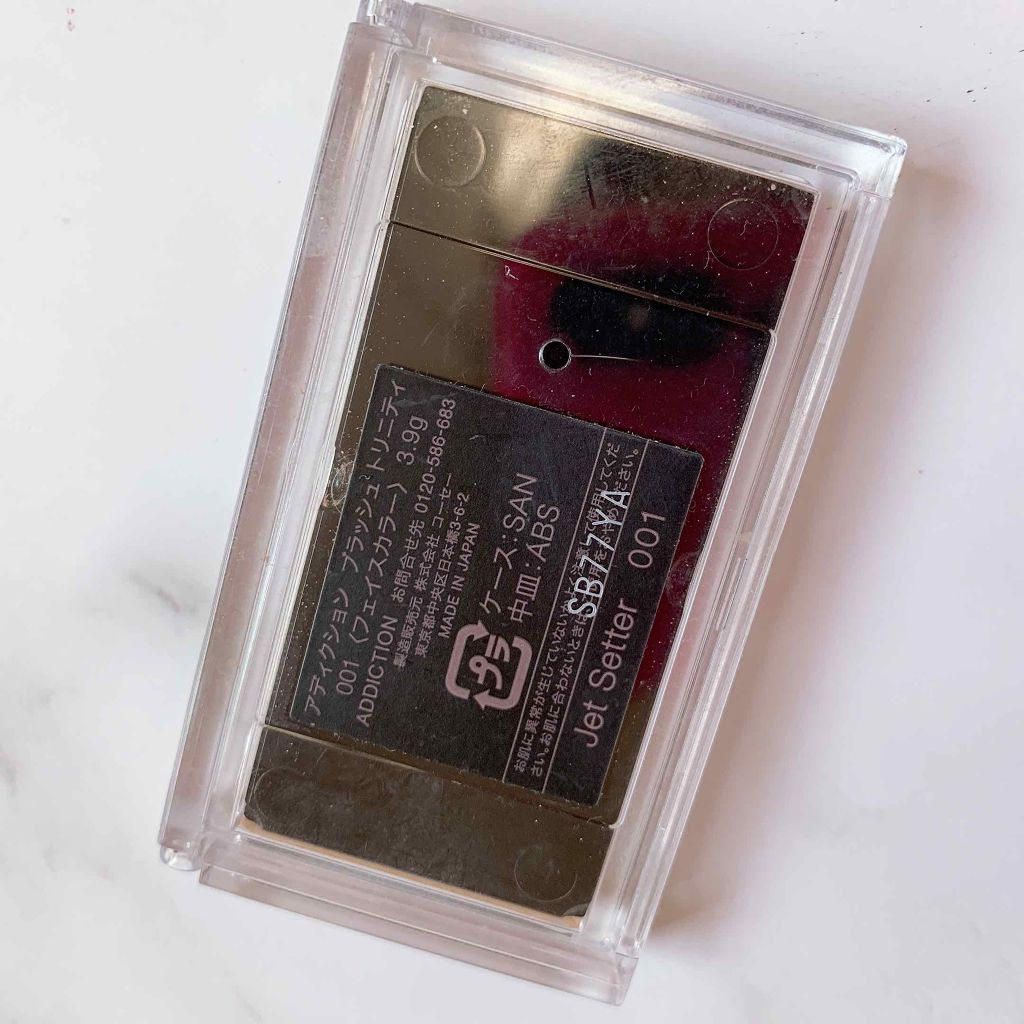 アディクション ブラッシュ トリニティ
001 〈フェイスカラー〉 3.9g
ADDICTION お問合せ先 0120-586-683
製造販売元 株式会社 コーセー
東京都中央区日本橋3-6-2
MADE IN JAPAN
プラ
ケース:SAN
中皿:ABS
お肌に異常が生じていないかよく注意して使用してくだ
さい。お肌に合わないときはご使用をおやめください。
SB77YA
Jet Setter 001